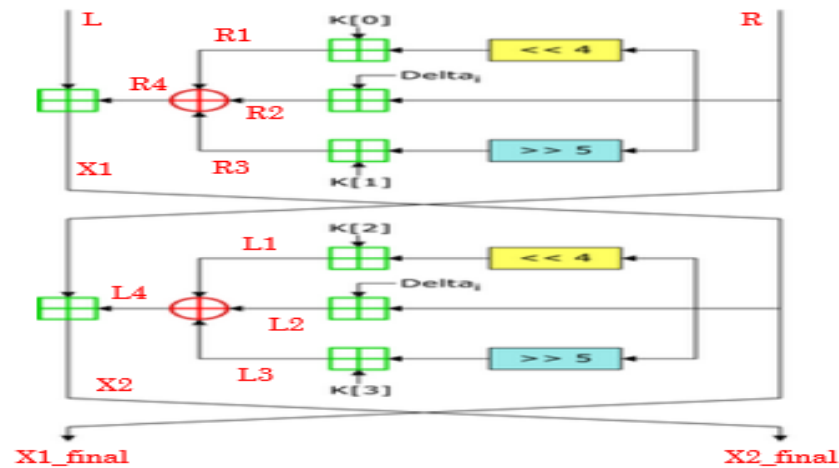 L
R
K[0]
R1
<< 4
Delta_i
R4
R2
R3
>> 5
X1
K[1]
K[2]
L1
<< 4
Delta_i
L4
L2
L3
>> 5
X2
K[3]
X1_final
X2_final